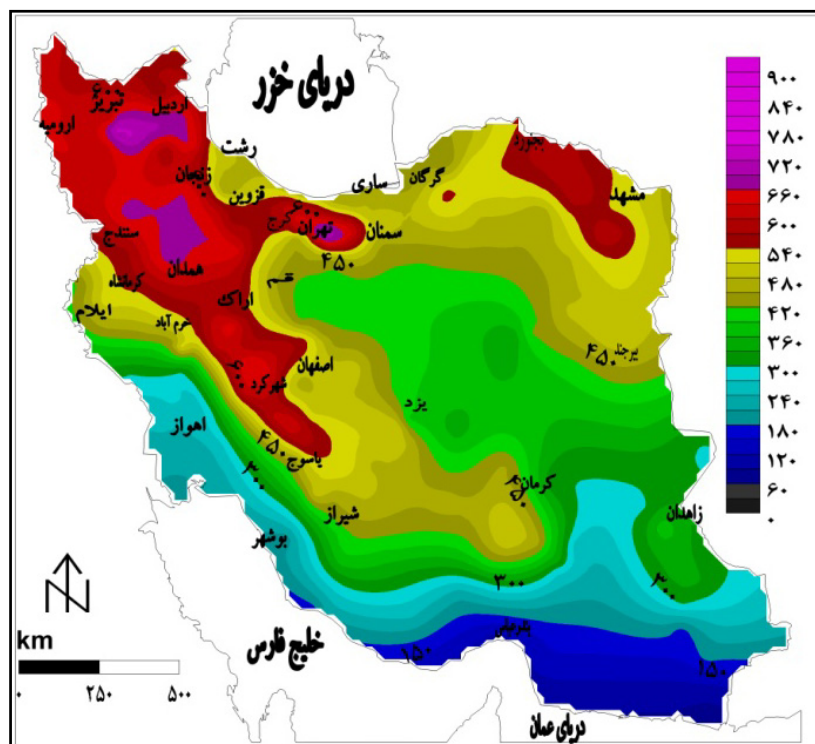 دریای خزر
تبریز
اردبیل
ارومیه
رشت
زنجان
قزوین
ساری
گرگان
بجنورد
مشهد
کرج
تهران
۶۰۰
سمنان
سنندج
همدان
۴۵۰
قم
کرمانشاه
اراک
ایلام
خرم آباد
اصفهان
شهرکرد
بیرجند
۴۵۰
یزد
اهواز
۴۵۰
یاسوج
۳۰۰
کرمان
شیراز
زاهدان
بوشهر
۳۰۰
۳۰۰
۱۵۰
۱۵۰
خلیج فارس
دریای عمان
N
km
۰
۲۵۰
۵۰۰
۹۰۰
۸۴۰
۷۸۰
۷۲۰
۶۶۰
۶۰۰
۵۴۰
۴۸۰
۴۲۰
۳۶۰
۳۰۰
۲۴۰
۱۸۰
۱۲۰
۶۰
۰